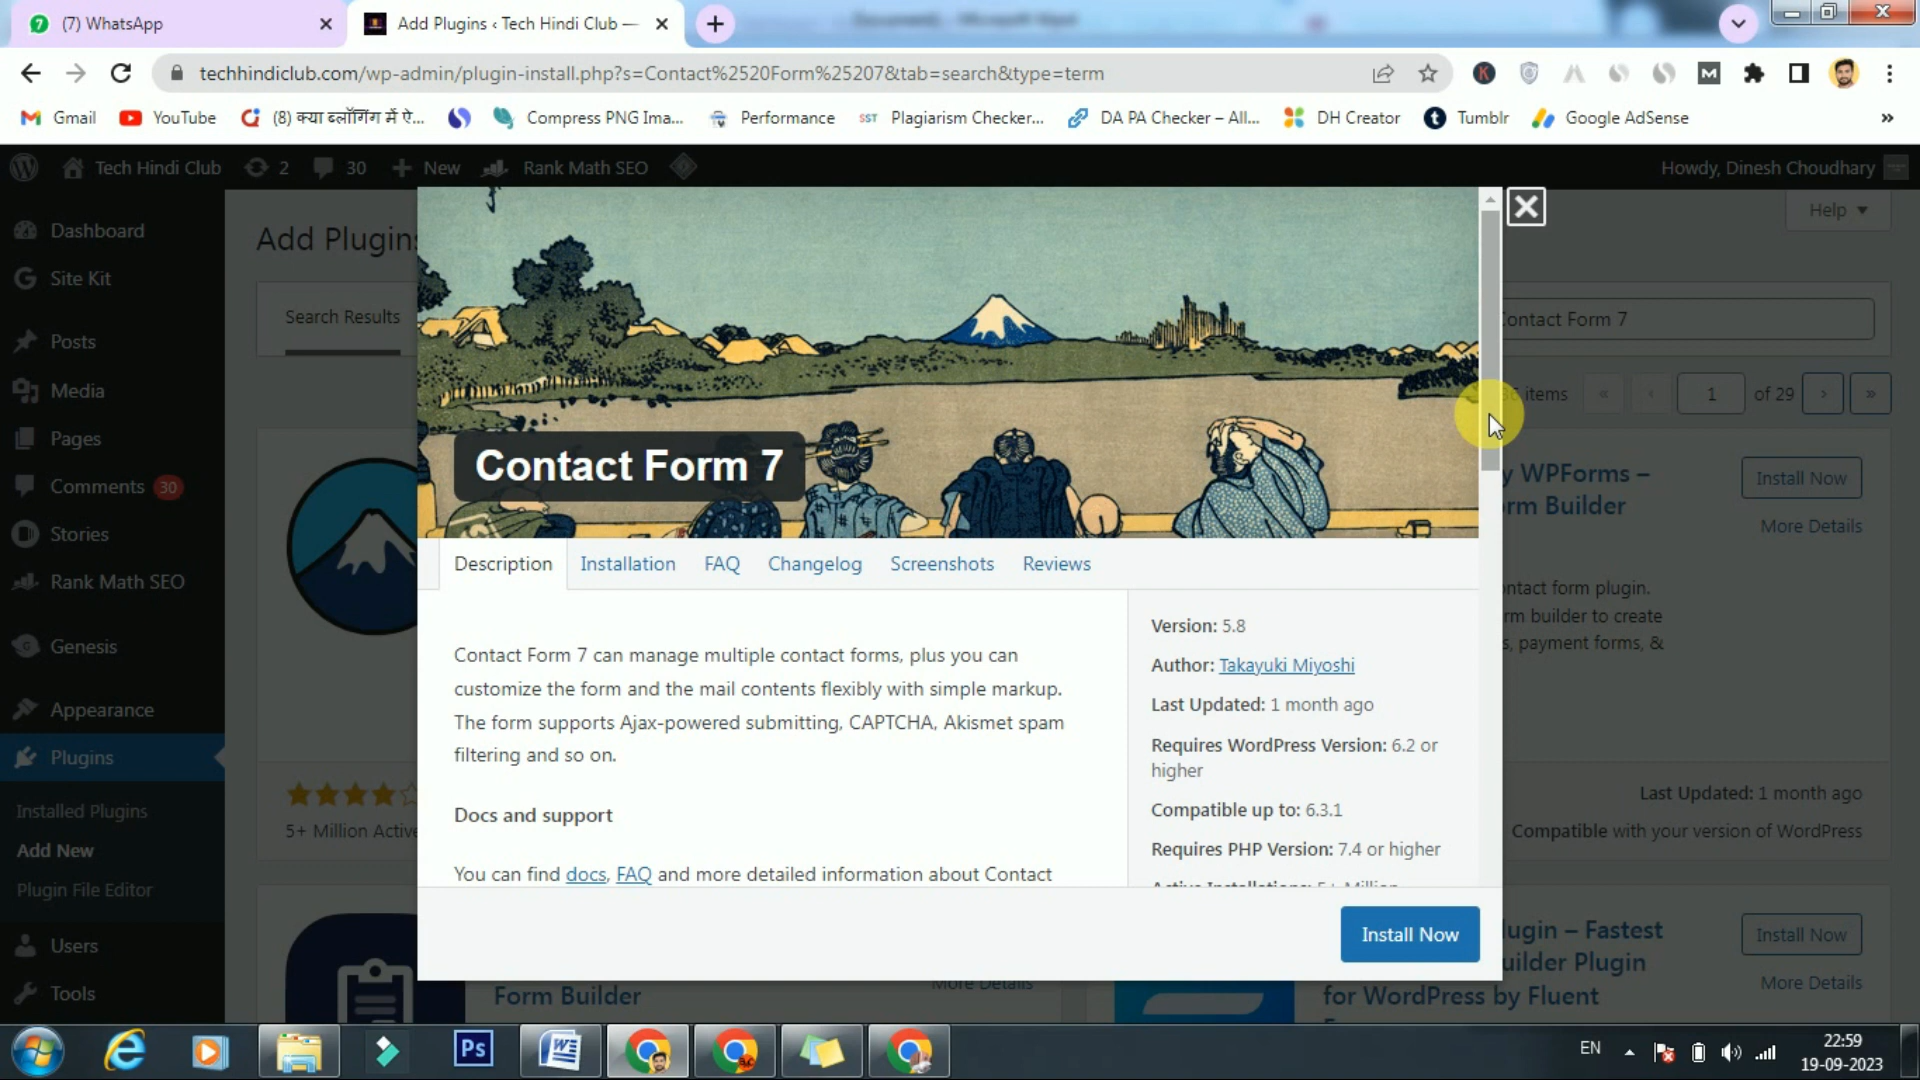 (7) WhatsApp
Add Plugins ‹ Tech Hindi Club —
techhindiclub.com/wp-admin/plugin-install.php?s=Contact%2520Form%25207&tab=search&type=term
Gmail
YouTube
(8) क्या ब्लॉगिंग में ऐ...
Compress PNG Ima...
Performance
SST
Plagiarism Checker...
DA PA Checker – All...
DH Creator
Tumblr
Google AdSense
Tech Hindi Club
2
30
New
Rank Math SEO
Howdy, Dinesh Choudhary
Dashboard
Site Kit
Posts
Media
Pages
Comments 30
Stories
Rank Math SEO
Genesis
Appearance
Plugins
Installed Plugins
Add New
Plugin File Editor
Users
Tools
Add Plugins
Help
Search Results
Contact Form 7
items
«
‹
1
of 29
›
»
Contact Form 7
Description
Installation
FAQ
Changelog
Screenshots
Reviews
Contact Form 7 can manage multiple contact forms, plus you can
customize the form and the mail contents flexibly with simple markup.
The form supports Ajax-powered submitting, CAPTCHA, Akismet spam
filtering and so on.
Docs and support
You can find docs, FAQ and more detailed information about Contact
Version: 5.8
Author: Takayuki Miyoshi
Last Updated: 1 month ago
Requires WordPress Version: 6.2 or
higher
Compatible up to: 6.3.1
Requires PHP Version: 7.4 or higher
Active Installations: 5+ Million
Install Now
y WPForms –
rm Builder
Install Now
More Details
ntact form plugin.
rm builder to create
s, payment forms, &
Last Updated: 1 month ago
Compatible with your version of WordPress
5+ Million Active
Form Builder
More Details
lugin – Fastest
uilder Plugin
for WordPress by Fluent
Install Now
More Details
Ps
W
EN
22:59
19-09-2023